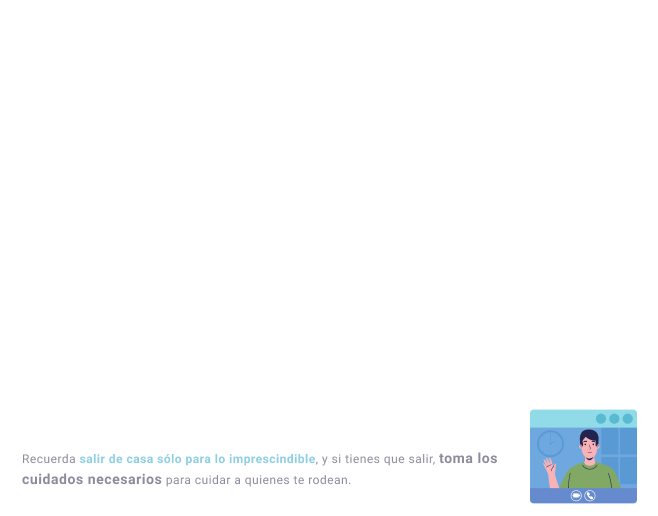 Recuerda salir de casa sólo para lo imprescindible, y si tienes que salir, toma los
cuidados necesarios para cuidar a quienes te rodean.